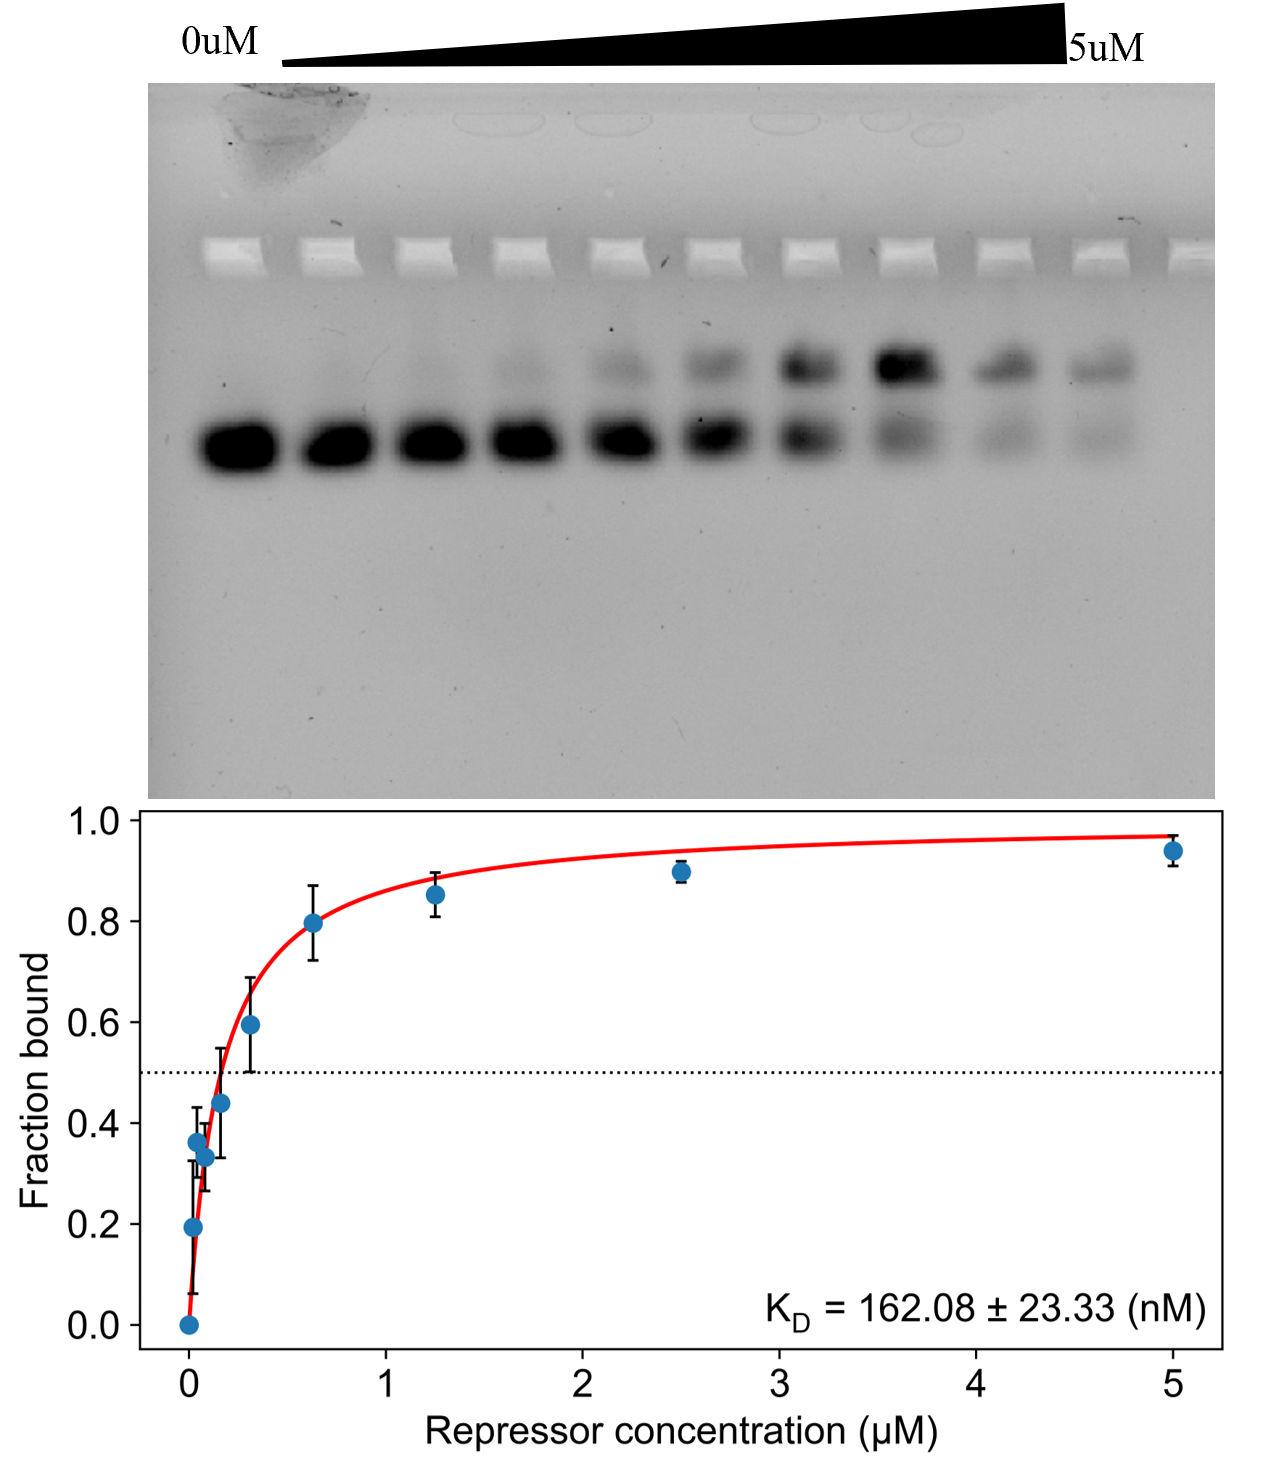 0uM 5uM
1.0
0.8
0.6
0.4
0.2
0.0
Fraction bound
K_D = 162.08 ± 23.33 (nM)
0 1 2 3 4 5
Repressor concentration (μM)